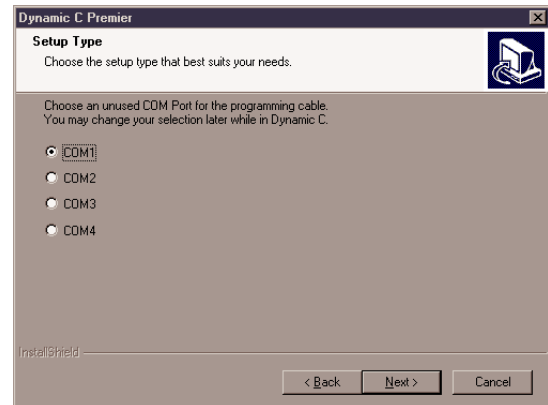 Dynamic C Premier
Setup Type
Choose the setup type that best suits your needs.
Choose an unused COM Port for the programming cable.
You may change your selection later while in Dynamic C.
COM1
COM2
COM3
COM4
InstallShield
< Back Next > Cancel